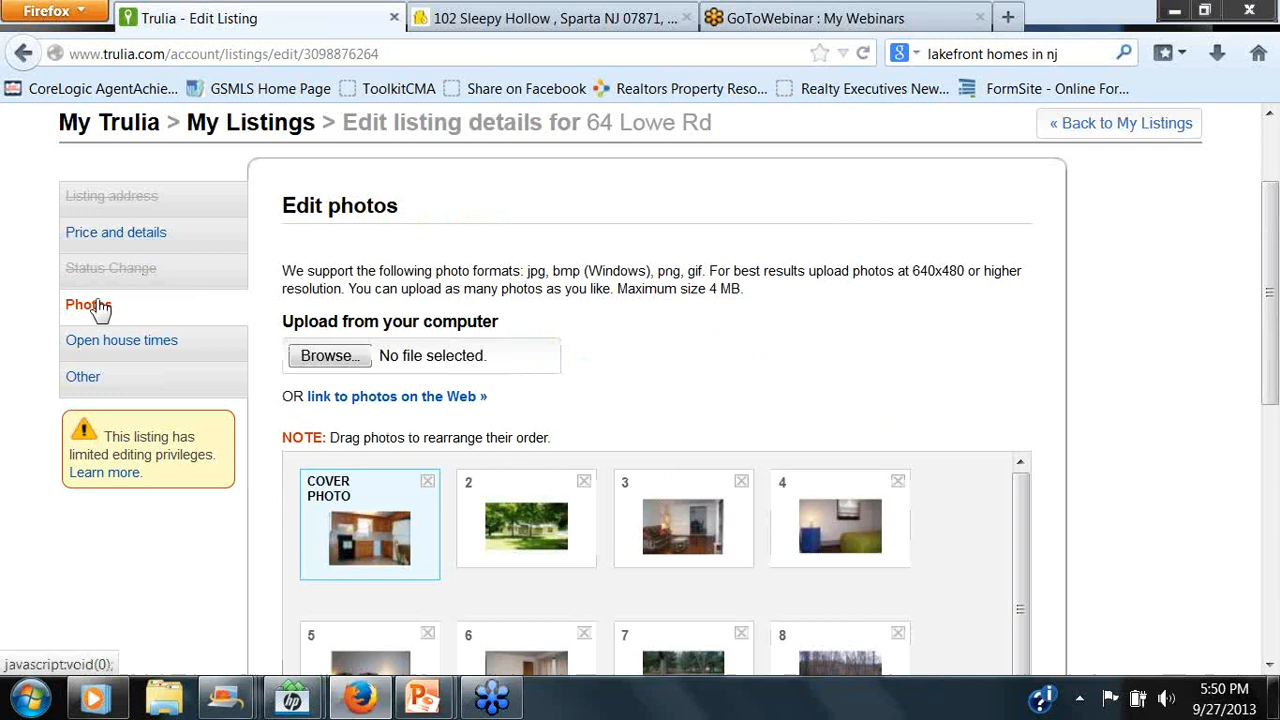 Firefox
Trulia - Edit Listing
102 Sleepy Hollow , Sparta NJ 07871, ...
GoToWebinar : My Webinars
www.trulia.com/account/listings/edit/3098876264
lakefront homes in nj
CoreLogic AgentAchie...
GSMLS Home Page
ToolkitCMA
Share on Facebook
Realtors Property Reso...
Realty Executives New...
FormSite - Online For...
My Trulia > My Listings > Edit listing details for 64 Lowe Rd
« Back to My Listings
Listing address
Price and details
Status Change
Photos
Open house times
Other
This listing has
limited editing privileges.
Learn more.
Edit photos
We support the following photo formats: jpg, bmp (Windows), png, gif. For best results upload photos at 640x480 or higher
resolution. You can upload as many photos as you like. Maximum size 4 MB.
Upload from your computer
Browse... No file selected.
OR link to photos on the Web »
NOTE: Drag photos to rearrange their order.
COVER
PHOTO
2
3
4
5
6
7
8
javascript:void(0);
5:50 PM
9/27/2013